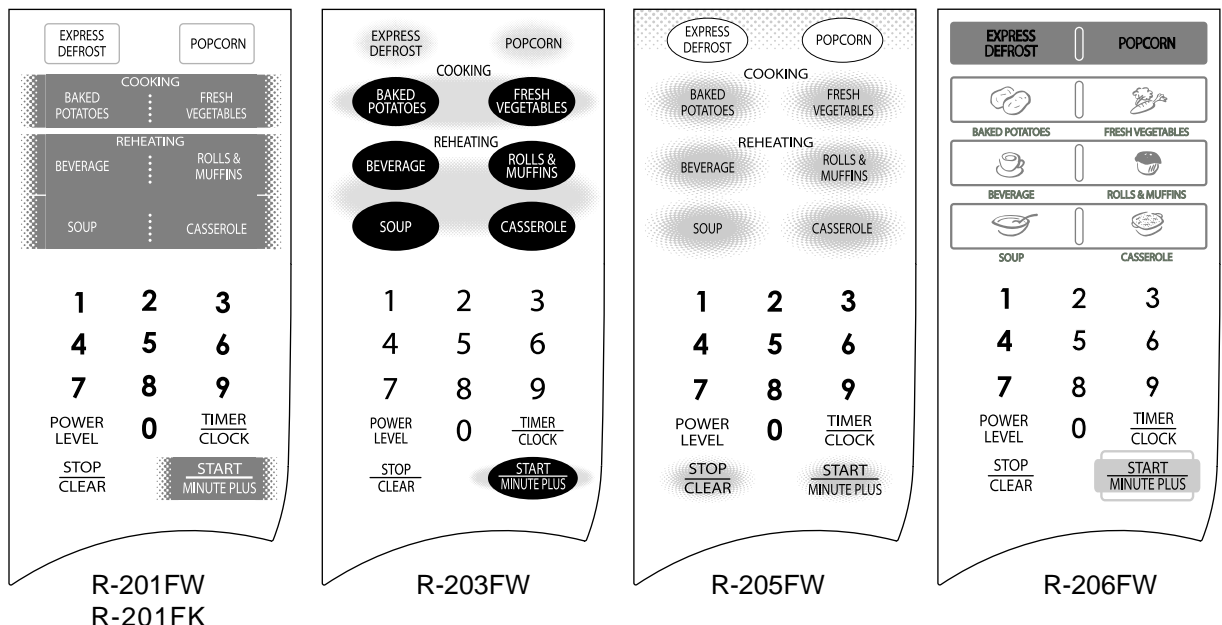 EXPRESS
DEFROST
POPCORN
COOKING
BAKED
POTATOES
FRESH
VEGETABLES
REHEATING
BEVERAGE
ROLLS &
MUFFINS
SOUP
CASSEROLE
1 2 3
4 5 6
7 8 9
POWER
LEVEL
0
TIMER
CLOCK
STOP
CLEAR
START
MINUTE PLUS
R-201FW
R-201FK
EXPRESS
DEFROST
POPCORN
COOKING
BAKED
POTATOES
FRESH
VEGETABLES
REHEATING
BEVERAGE
ROLLS &
MUFFINS
SOUP
CASSEROLE
1 2 3
4 5 6
7 8 9
POWER
LEVEL
0
TIMER
CLOCK
STOP
CLEAR
START
MINUTE PLUS
R-203FW
EXPRESS
DEFROST
POPCORN
COOKING
BAKED
POTATOES
FRESH
VEGETABLES
REHEATING
BEVERAGE
ROLLS &
MUFFINS
SOUP
CASSEROLE
1 2 3
4 5 6
7 8 9
POWER
LEVEL
0
TIMER
CLOCK
STOP
CLEAR
START
MINUTE PLUS
R-205FW
EXPRESS
DEFROST
POPCORN
BAKED POTATOES
FRESH VEGETABLES
BEVERAGE
ROLLS & MUFFINS
SOUP
CASSEROLE
1 2 3
4 5 6
7 8 9
POWER
LEVEL
0
TIMER
CLOCK
STOP
CLEAR
START
MINUTE PLUS
R-206FW